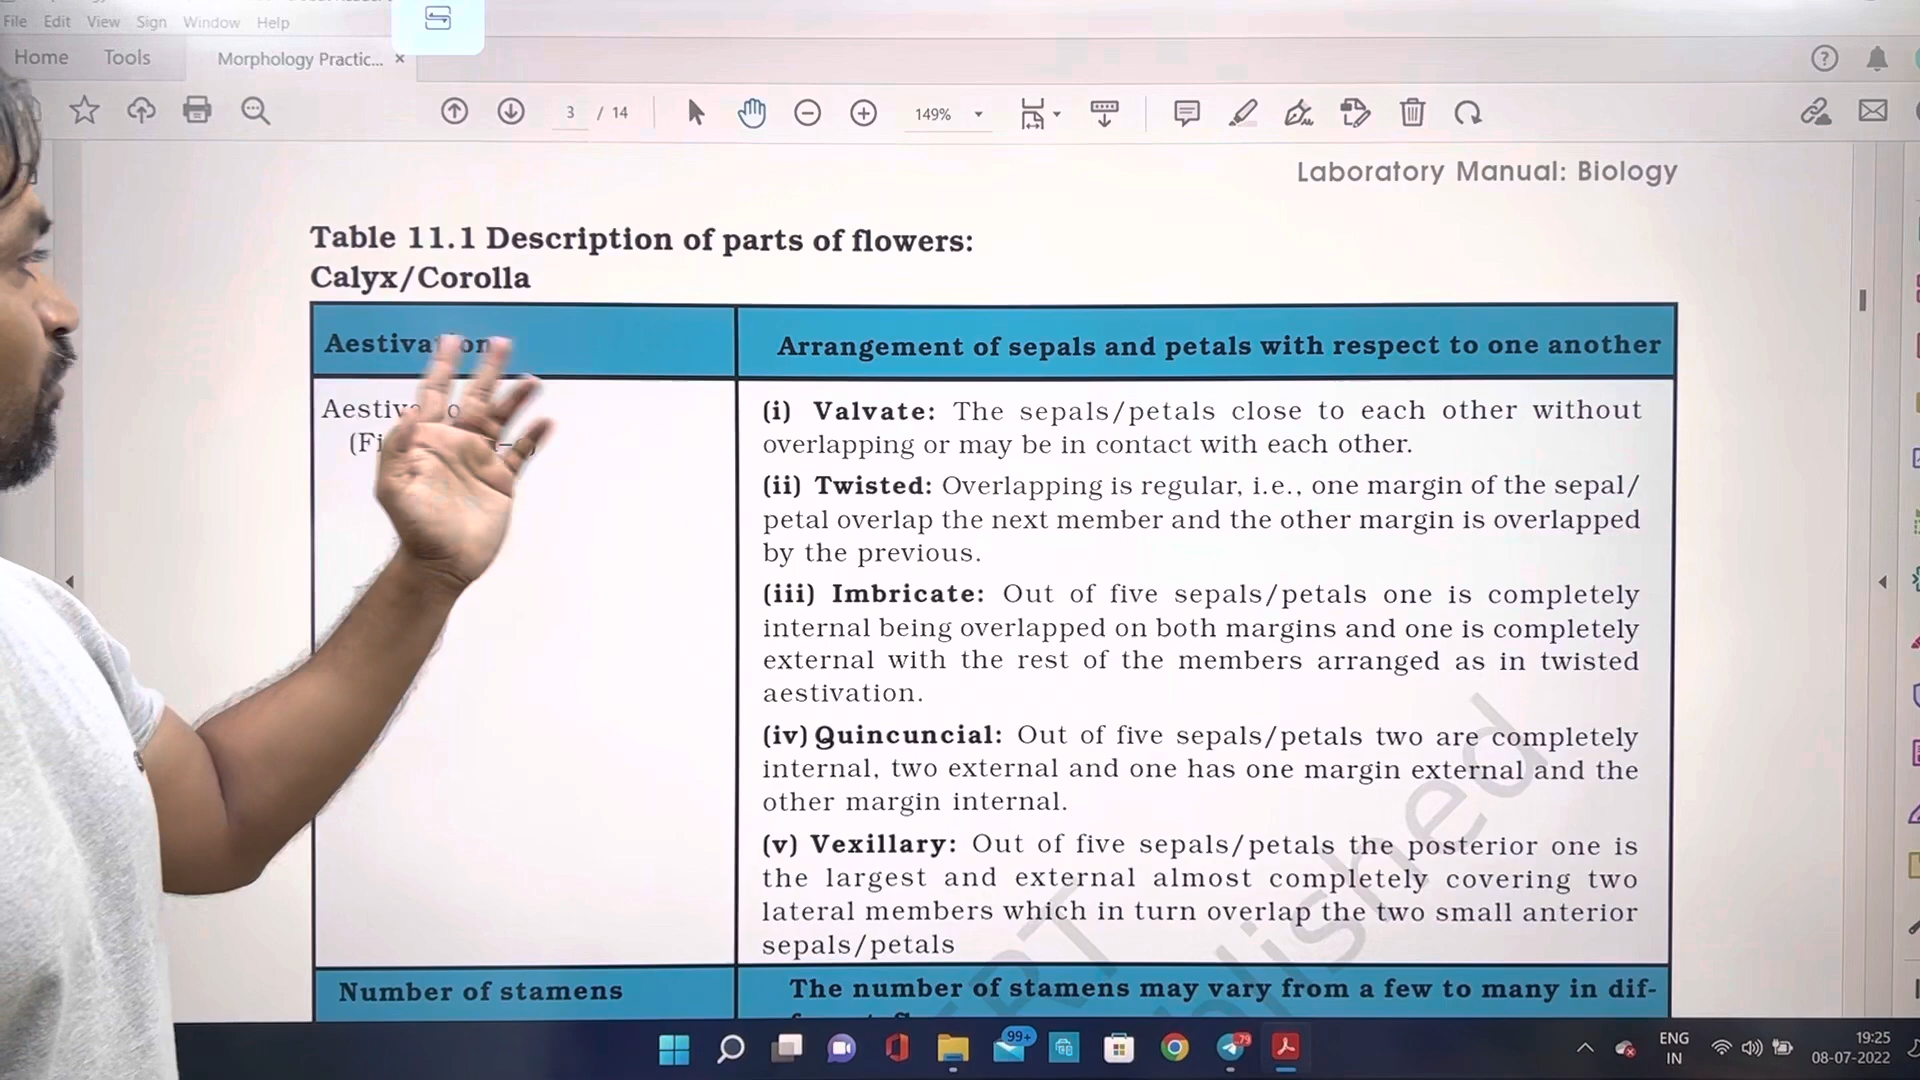 File Edit View Sign Window Help
Home Tools Morphology Practic... ×
3 / 14 149%
Laboratory Manual: Biology
Table 11.1 Description of parts of flowers:
Calyx/Corolla
Arrangement of sepals and petals with respect to one another
(i) Valvate: The sepals/petals close to each other without
overlapping or may be in contact with each other.
(ii) Twisted: Overlapping is regular, i.e., one margin of the sepal/
petal overlap the next member and the other margin is overlapped
by the previous.
(iii) Imbricate: Out of five sepals/petals one is completely
internal being overlapped on both margins and one is completely
external with the rest of the members arranged as in twisted
aestivation.
(iv) Quincuncial: Out of five sepals/petals two are completely
internal, two external and one has one margin external and the
other margin internal.
(v) Vexillary: Out of five sepals/petals the posterior one is
the largest and external almost completely covering two
lateral members which in turn overlap the two small anterior
sepals/petals
Number of stamens
The number of stamens may vary from a few to many in dif-
99+
79
ENG
IN
19:25
08-07-2022